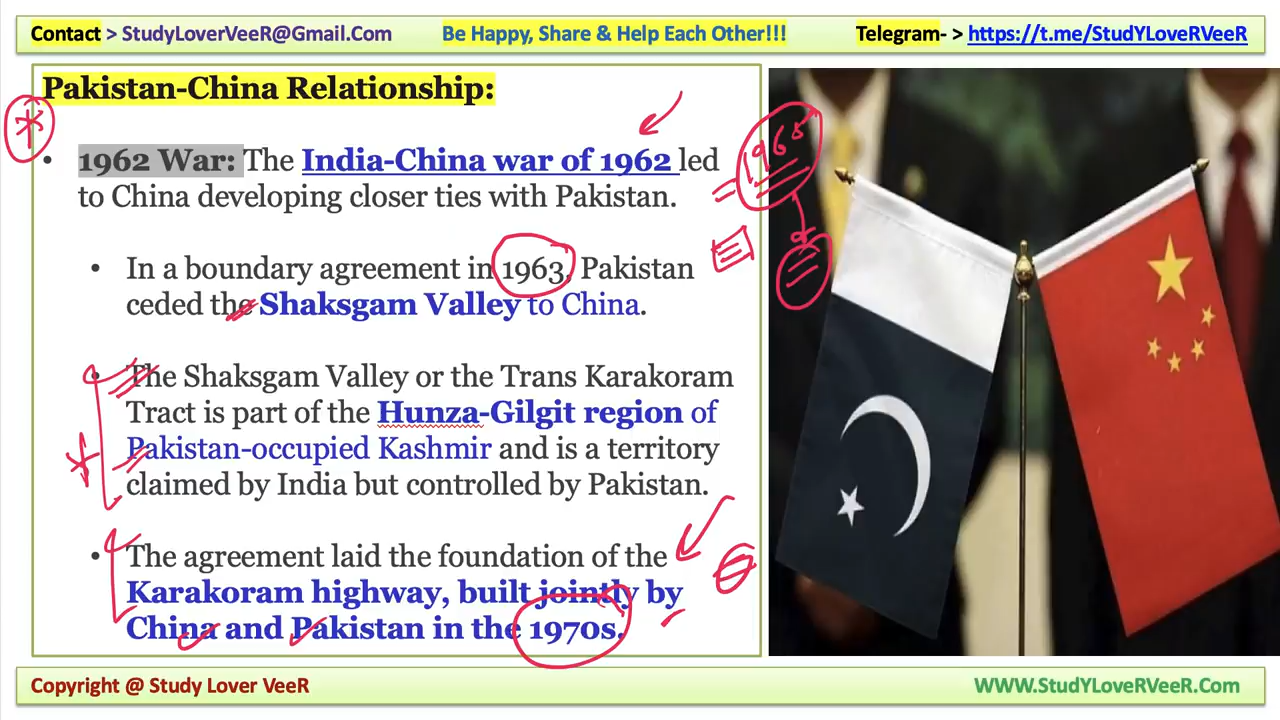 Contact > StudyLoverVeeR@Gmail.Com Be Happy, Share & Help Each Other!!! Telegram- > https://t.me/StudYLoveRVeeR
Pakistan-China Relationship:
• 1962 War: The India-China war of 1962 led
to China developing closer ties with Pakistan.
• In a boundary agreement in 1963, Pakistan
ceded the Shaksgam Valley to China.
• The Shaksgam Valley or the Trans Karakoram
Tract is part of the Hunza-Gilgit region of
Pakistan-occupied Kashmir and is a territory
claimed by India but controlled by Pakistan.
• The agreement laid the foundation of the
Karakoram highway, built jointly by
China and Pakistan in the 1970s.
Copyright @ Study Lover VeeR WWW.StudYLoveRVeeR.Com